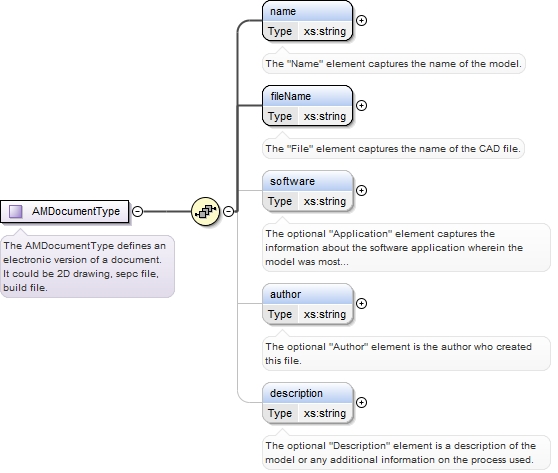 name
Type xs:string
The "Name" element captures the name of the model.
fileName
Type xs:string
The "File" element captures the name of the CAD file.
software
Type xs:string
The optional "Application" element captures the
information about the software application wherein the
model was most...
AMDocumentType
The AMDocumentType defines an
electronic version of a document.
It could be 2D drawing, sepc file,
build file.
author
Type xs:string
The optional "Author" element is the author who created
this file.
description
Type xs:string
The optional "Description" element is a description of the
model or any additional information on the process used.